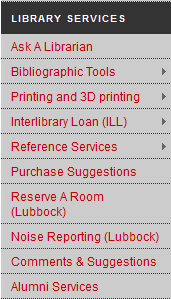 LIBRARY SERVICES
Ask A Librarian
Bibliographic Tools
Printing and 3D printing
Interlibrary Loan (ILL)
Reference Services
Purchase Suggestions
Reserve A Room
(Lubbock)
Noise Reporting (Lubbock)
Comments & Suggestions
Alumni Services